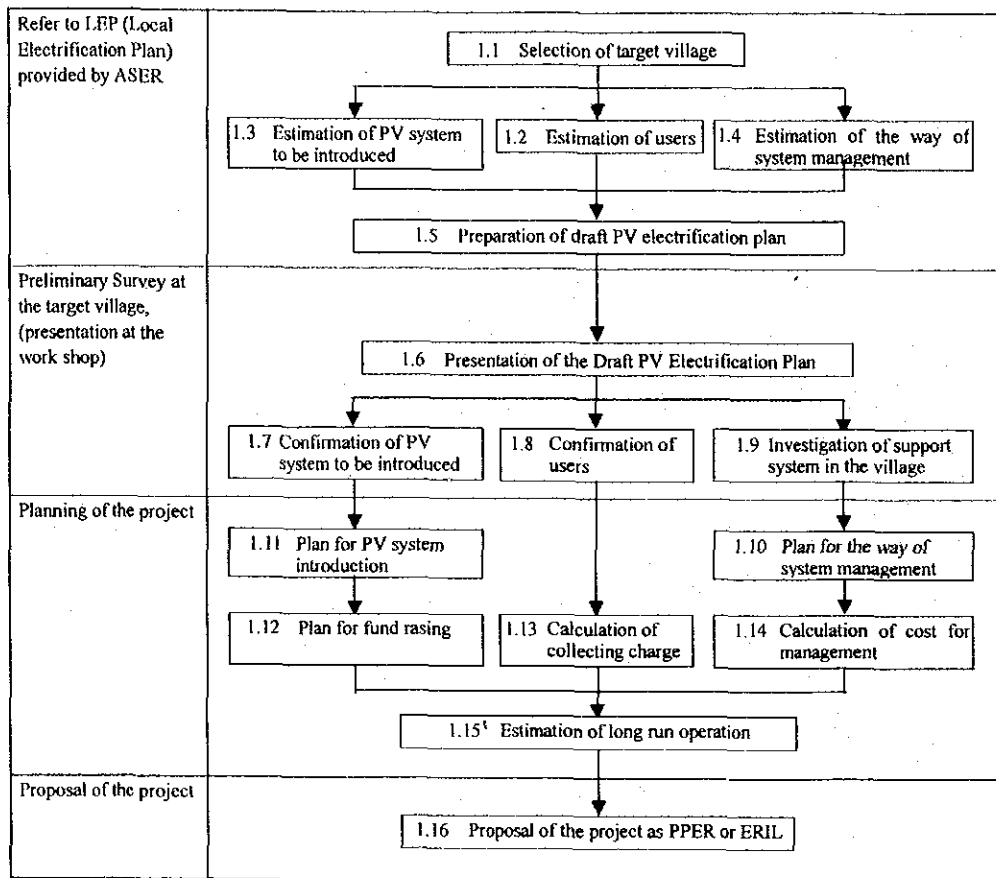 Refer to LEP (Local
Electrification Plan)
provided by ASER
1.1 Selection of target village
1.3 Estimation of PV system
to be introduced
1.2 Estimation of users
1.4 Estimation of the way of
system management
1.5 Preparation of draft PV electrification plan
Preliminary Survey at
the target village,
(presentation at the
work shop)
1.6 Presentation of the Draft PV Electrification Plan
1.7 Confirmation of PV
system to be introduced
1.8 Confirmation of
users
1.9 Investigation of support
system in the village
Planning of the project
1.11 Plan for PV system
introduction
1.10 Plan for the way of
system management
1.12 Plan for fund rasing
1.13 Calculation of
collecting charge
1.14 Calculation of cost for
management
1.15 Estimation of long run operation
Proposal of the project
1.16 Proposal of the project as PPER or ERIL